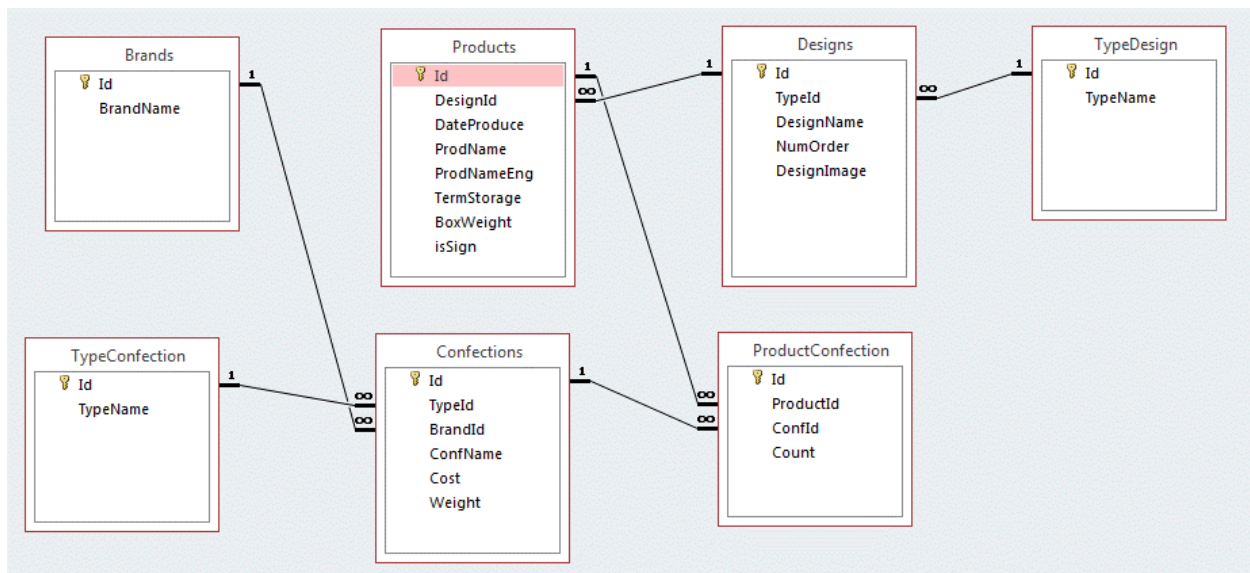 Brands
Id
BrandName
1
Products
Id
DesignId
DateProduce
ProdName
ProdNameEng
TermStorage
BoxWeight
isSign
1
∞
Designs
Id
TypeId
DesignName
NumOrder
DesignImage
1
∞
TypeDesign
Id
TypeName
1
TypeConfection
Id
TypeName
1
Confections
Id
TypeId
BrandId
ConfName
Cost
Weight
∞
∞
1
ProductConfection
Id
ProductId
ConfId
Count
∞
∞